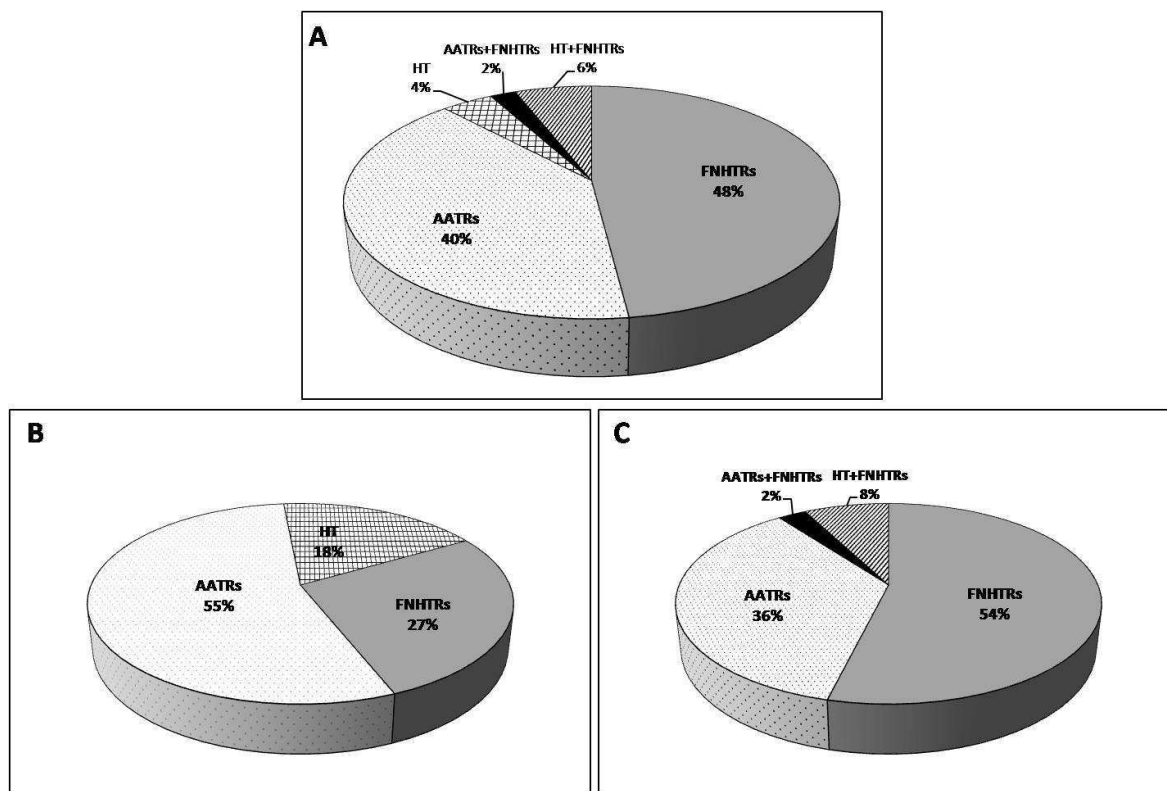 A
AATRs+FNHTRs
2%
HT+FNHTRs
6%
HT
4%
FNHTRs
48%
AATRs
40%
B
HT
18%
AATRs
55%
FNHTRs
27%
C
AATRs+FNHTRs
2%
HT+FNHTRs
8%
AATRs
36%
FNHTRs
54%